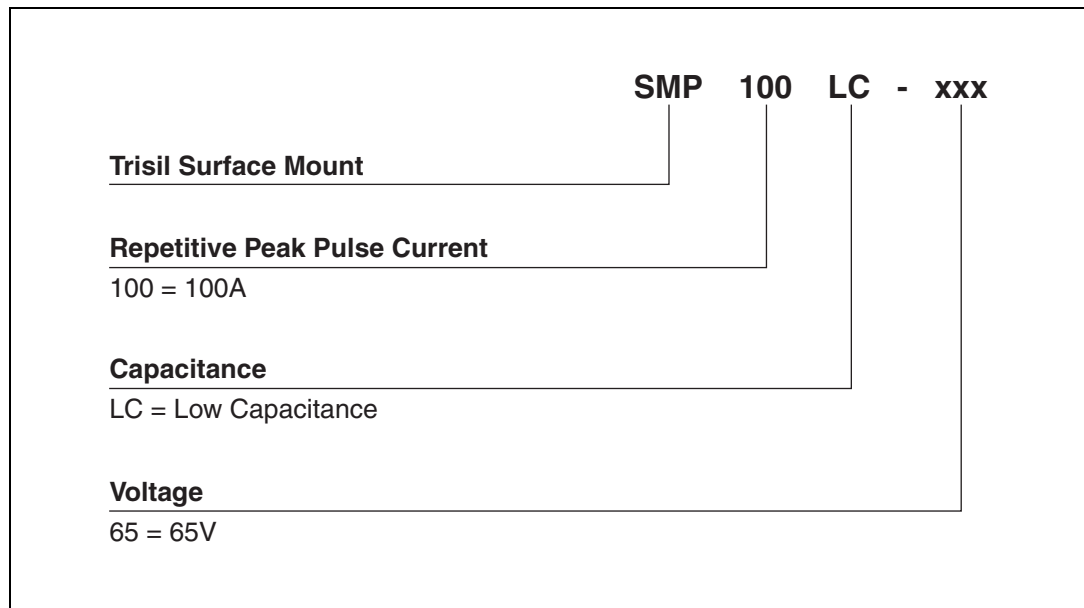 SMP 100 LC - xxx
Trisil Surface Mount
Repetitive Peak Pulse Current
100 = 100A
Capacitance
LC = Low Capacitance
Voltage
65 = 65V